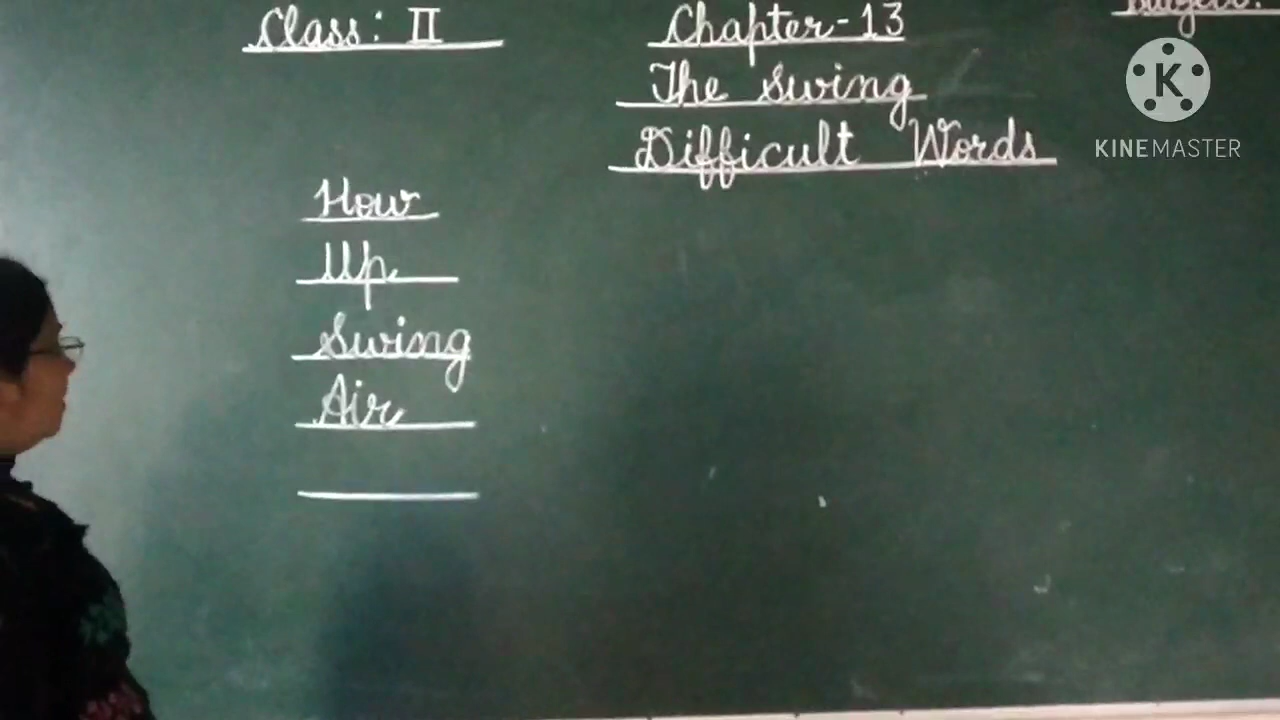 Class: II
Chapter-13
The Swing
Difficult Words
How
Up
Swing
Air
K
KINEMASTER